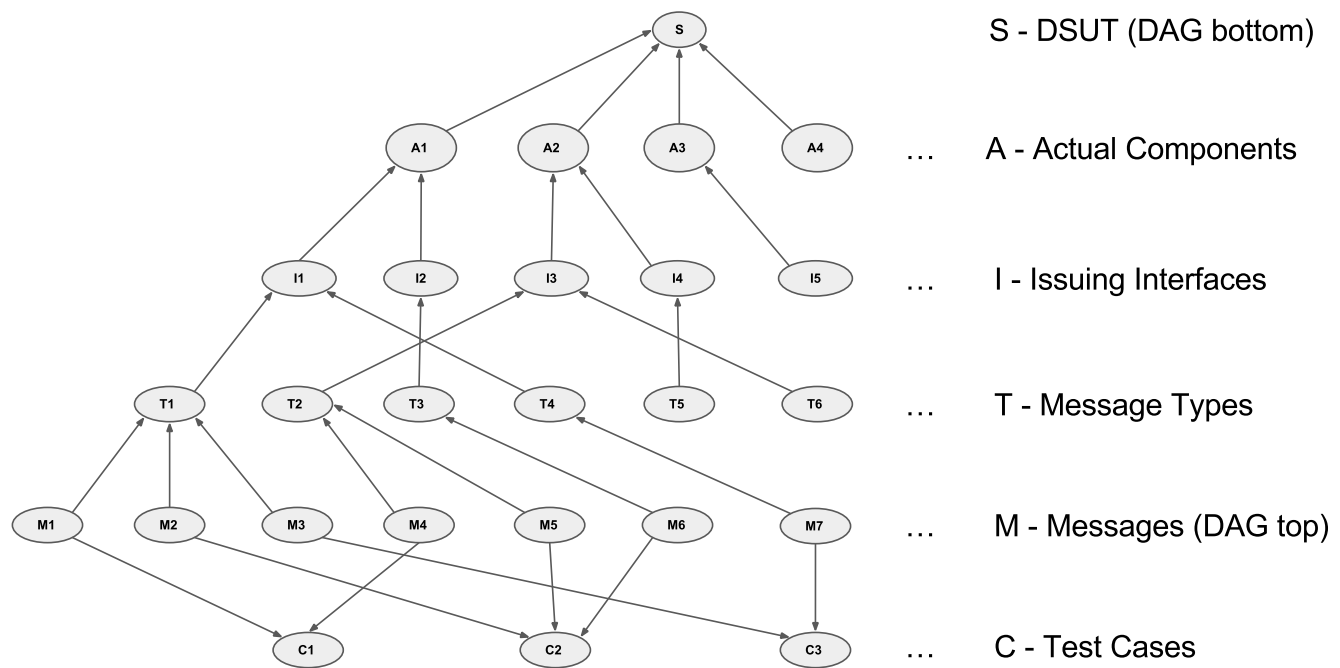 S S - DSUT (DAG bottom)
A1 A2 A3 A4 ... A - Actual Components
I1 I2 I3 I4 I5 ... I - Issuing Interfaces
T1 T2 T3 T4 T5 T6 ... T - Message Types
M1 M2 M3 M4 M5 M6 M7 ... M - Messages (DAG top)
C1 C2 C3 ... C - Test Cases